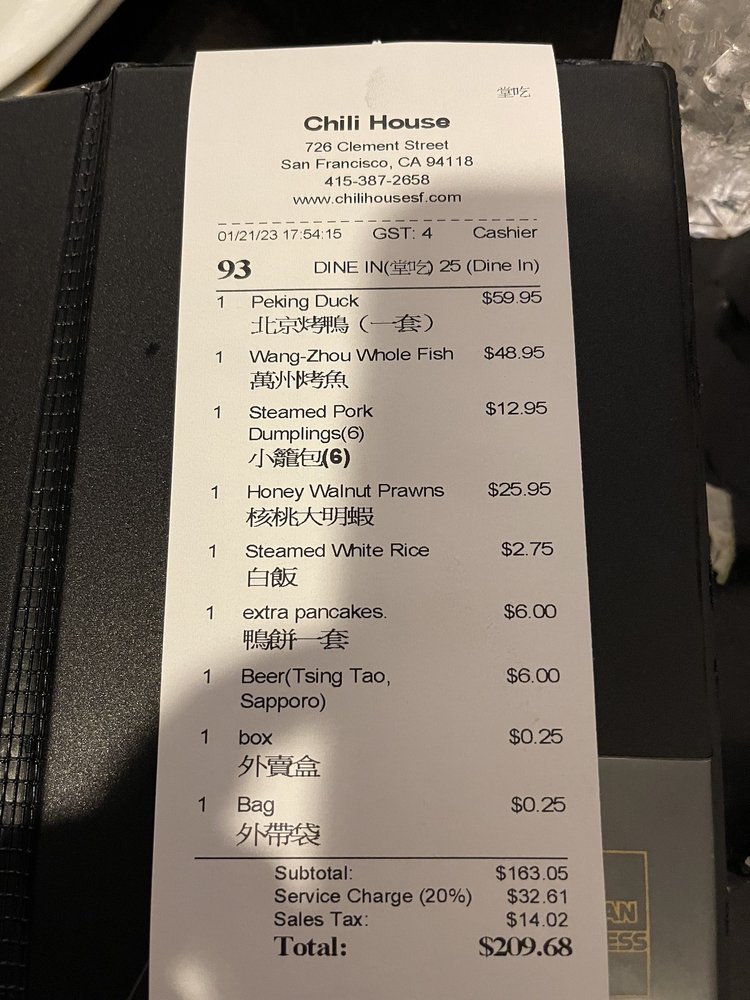 堂吃
Chili House
726 Clement Street
San Francisco, CA 94118
415-387-2658
www.chilihousesf.com
01/21/23 17:54:15 GST: 4 Cashier
93 DINE IN(堂吃) 25 (Dine In)
1 Peking Duck $59.95
北京烤鴨（一套）
1 Wang-Zhou Whole Fish $48.95
萬州烤魚
1 Steamed Pork $12.95
Dumplings(6)
小籠包(6)
1 Honey Walnut Prawns $25.95
核桃大明蝦
1 Steamed White Rice $2.75
白飯
1 extra pancakes. $6.00
鴨餅一套
1 Beer(Tsing Tao, $6.00
Sapporo)
1 box $0.25
外賣盒
1 Bag $0.25
外帶袋
Subtotal: $163.05
Service Charge (20%) $32.61
Sales Tax: $14.02
Total: $209.68
AN
ESS